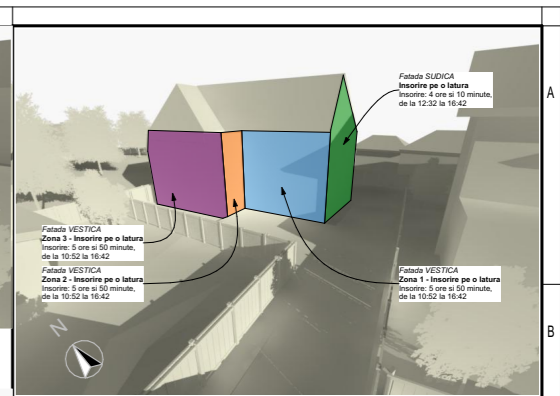 A
Fatada SUDICA
Insorire pe o latura
Insorire: 4 ore si 10 minute,
de la 12:32 la 16:42
Fatada VESTICA
Zona 3 - Insorire pe o latura
Insorire: 5 ore si 50 minute,
de la 10:52 la 16:42
Fatada VESTICA
Zona 2 - Insorire pe o latura
Insorire: 5 ore si 50 minute,
de la 10:52 la 16:42
Fatada VESTICA
Zona 1 - Insorire pe o latura
Insorire: 5 ore si 50 minute,
de la 10:52 la 16:42
B
N